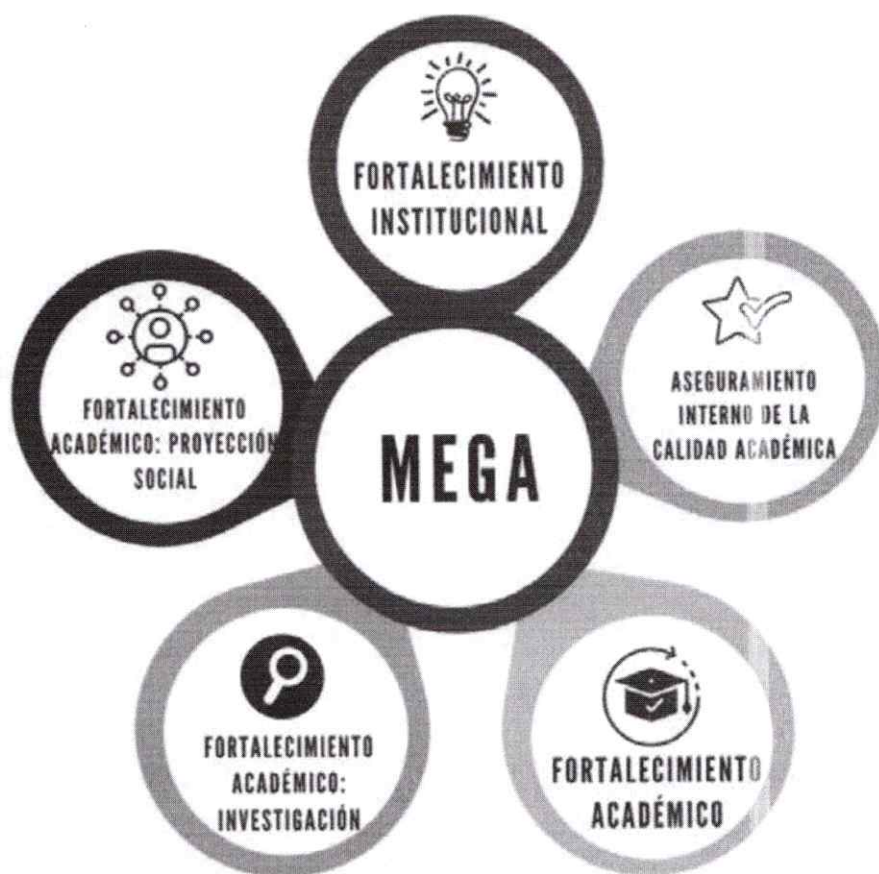 FORTALECIMIENTO
INSTITUCIONAL
ASEGURAMIENTO
INTERNO DE LA
CALIDAD ACADÉMICA
FORTALECIMIENTO
ACADÉMICO
FORTALECIMIENTO
ACADÉMICO:
INVESTIGACIÓN
FORTALECIMIENTO
ACADÉMICO: PROYECCIÓN
SOCIAL
MEGA